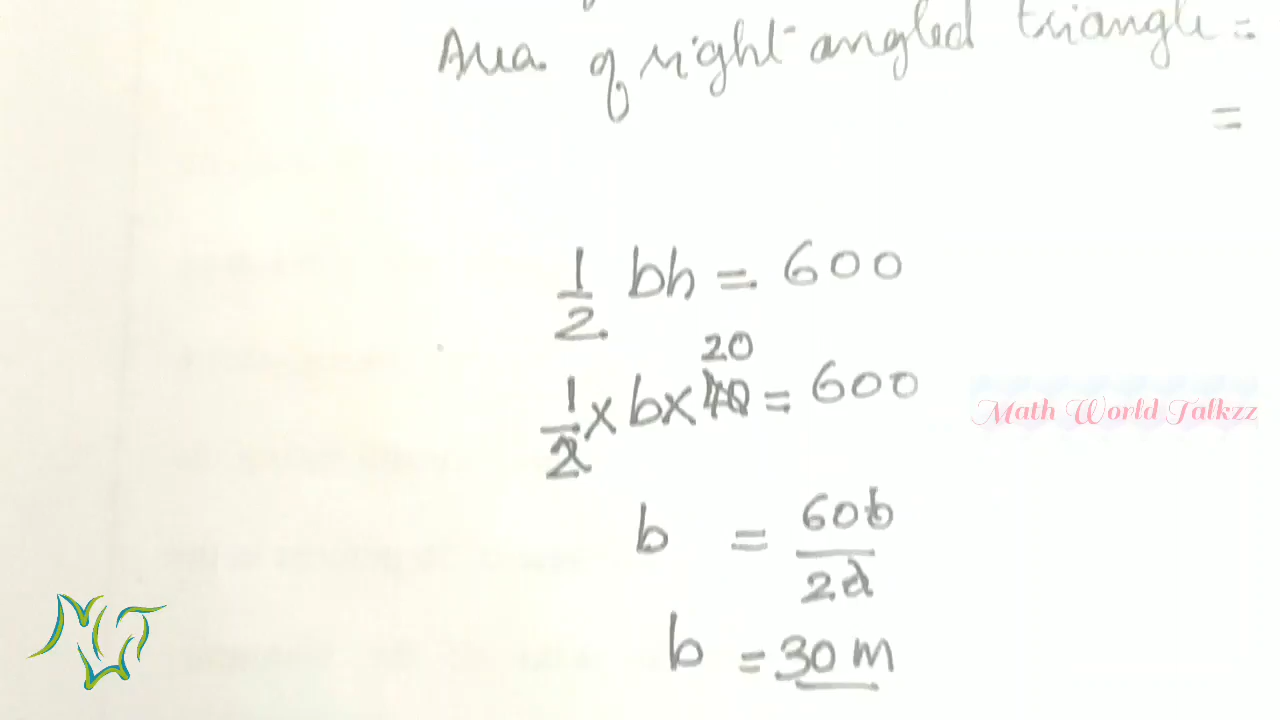 Area of right-angled triangle =
=
1/2 bh = 600
20
1/2 × b × 40 = 600
b = 600/20
b = 30 m
Math World Talkzz
MT